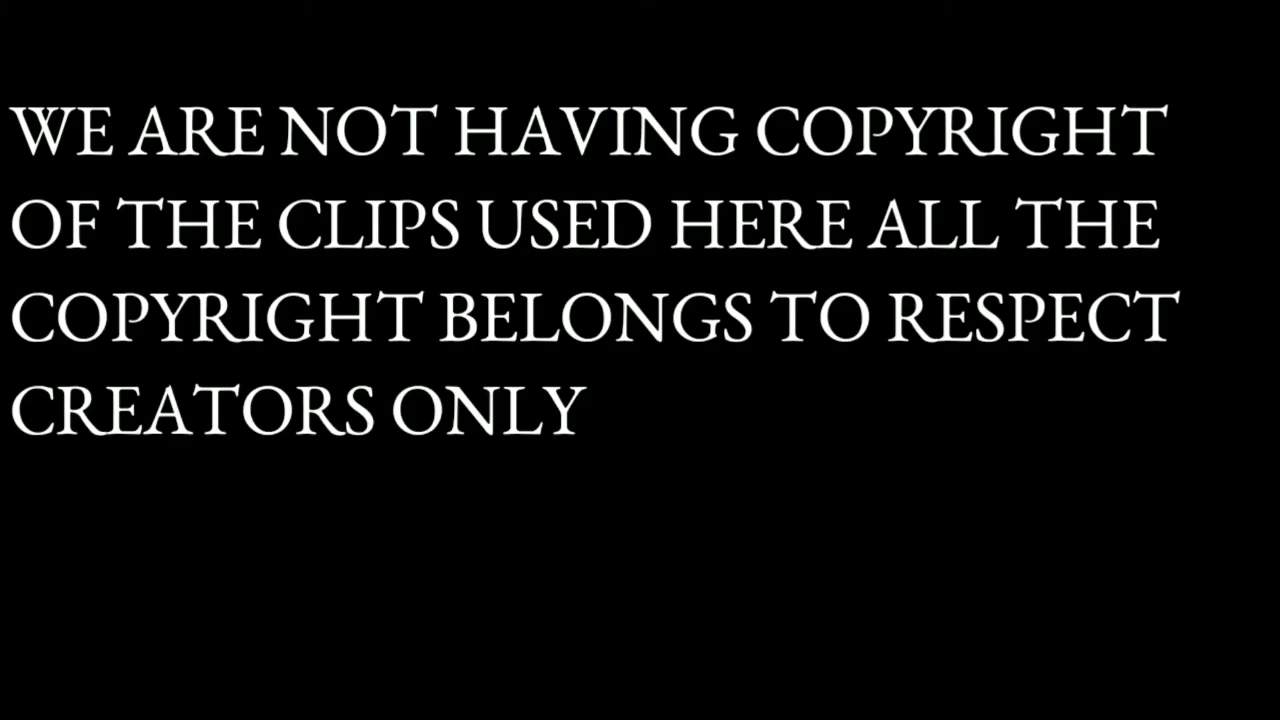 WE ARE NOT HAVING COPYRIGHT
OF THE CLIPS USED HERE ALL THE
COPYRIGHT BELONGS TO RESPECT
CREATORS ONLY